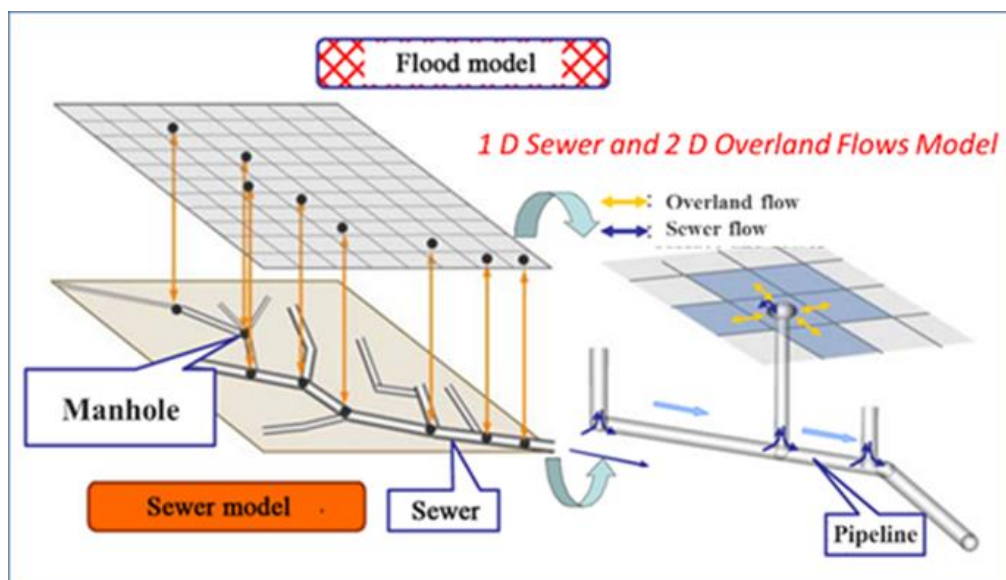 Flood model
1 D Sewer and 2 D Overland Flows Model
: Overland flow
: Sewer flow
Manhole
Sewer model .
Sewer
Pipeline